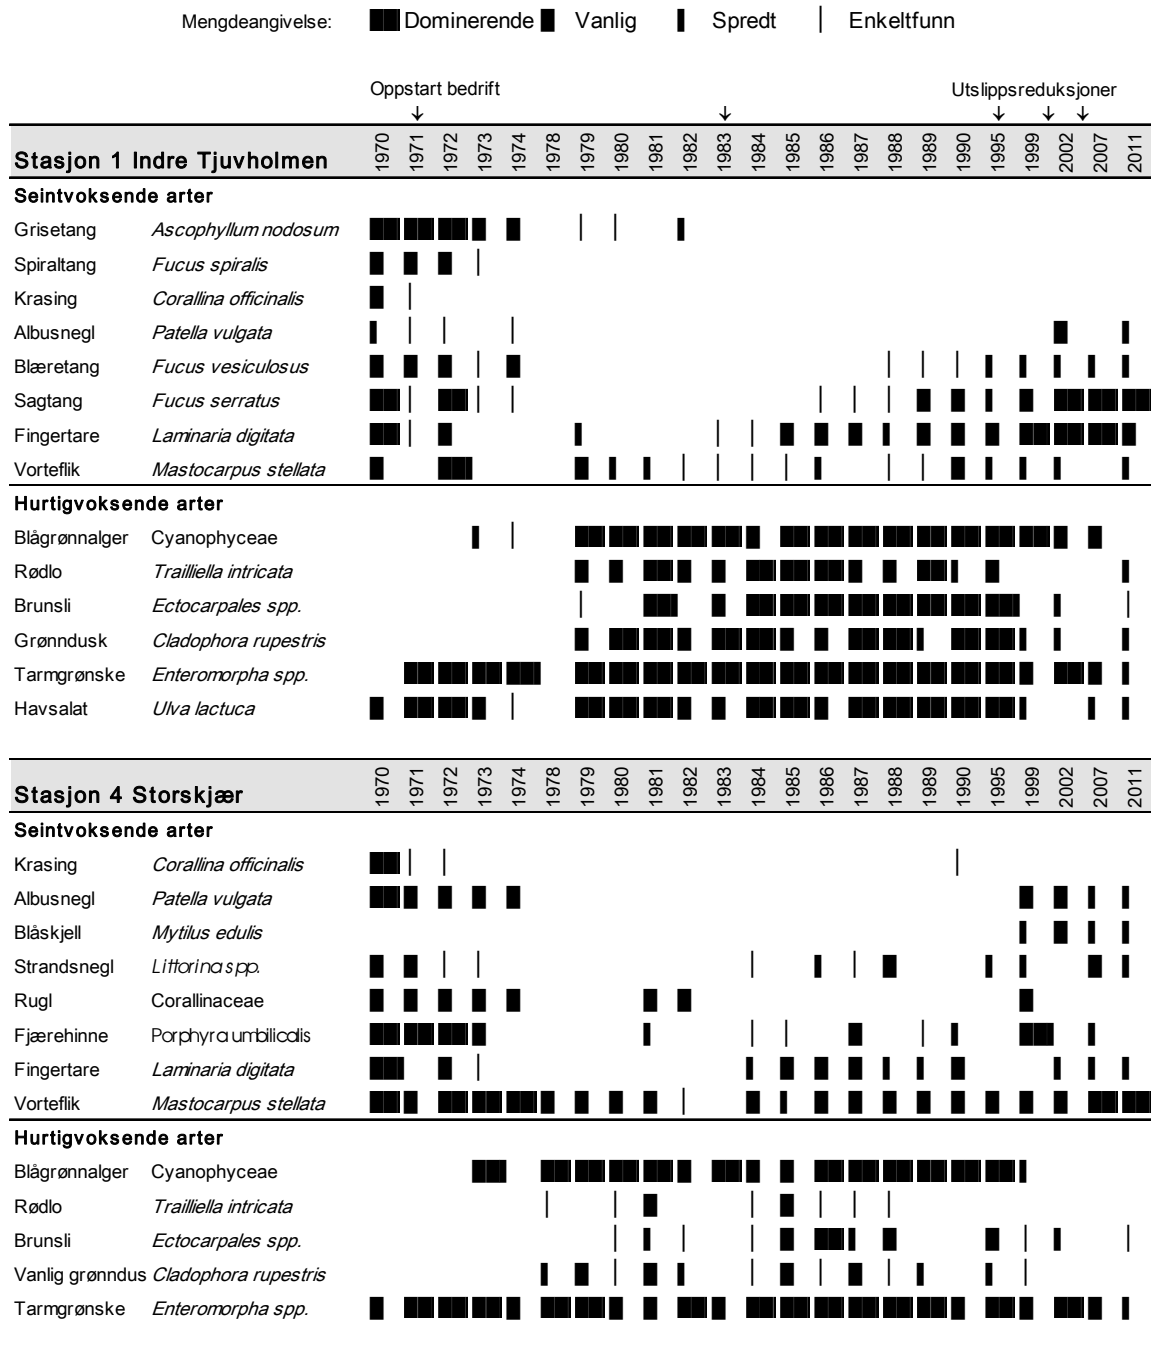 Mengdeangivelse: Dominerende Vanlig Spredt Enkeltfunn
Oppstart bedrift Utslippsreduksjoner
Stasjon 1 Indre Tjuvholmen 1970 1971 1972 1973 1974 1978 1979 1980 1981 1982 1983 1984 1985 1986 1987 1988 1989 1990 1995 1999 2002 2007 2011
Seintvoksende arter
Grisetang Ascophyllum nodosum
Spiraltang Fucus spiralis
Krasing Corallina officinalis
Albusnegl Patella vulgata
Blæretang Fucus vesiculosus
Sagtang Fucus serratus
Fingertare Laminaria digitata
Vorteflik Mastocarpus stellata
Hurtigvoksende arter
Blågrønnalger Cyanophyceae
Rødlo Trailliella intricata
Brunsli Ectocarpales spp.
Grønndusk Cladophora rupestris
Tarmgrønske Enteromorpha spp.
Havsalat Ulva lactuca
Stasjon 4 Storskjær 1970 1971 1972 1973 1974 1978 1979 1980 1981 1982 1983 1984 1985 1986 1987 1988 1989 1990 1995 1999 2002 2007 2011
Seintvoksende arter
Krasing Corallina officinalis
Albusnegl Patella vulgata
Blåskjell Mytilus edulis
Strandsnegl Littorina spp.
Rugl Corallinaceae
Fjærehinne Porphyra umbilicalis
Fingertare Laminaria digitata
Vorteflik Mastocarpus stellata
Hurtigvoksende arter
Blågrønnalger Cyanophyceae
Rødlo Trailliella intricata
Brunsli Ectocarpales spp.
Vanlig grønndus Cladophora rupestris
Tarmgrønske Enteromorpha spp.